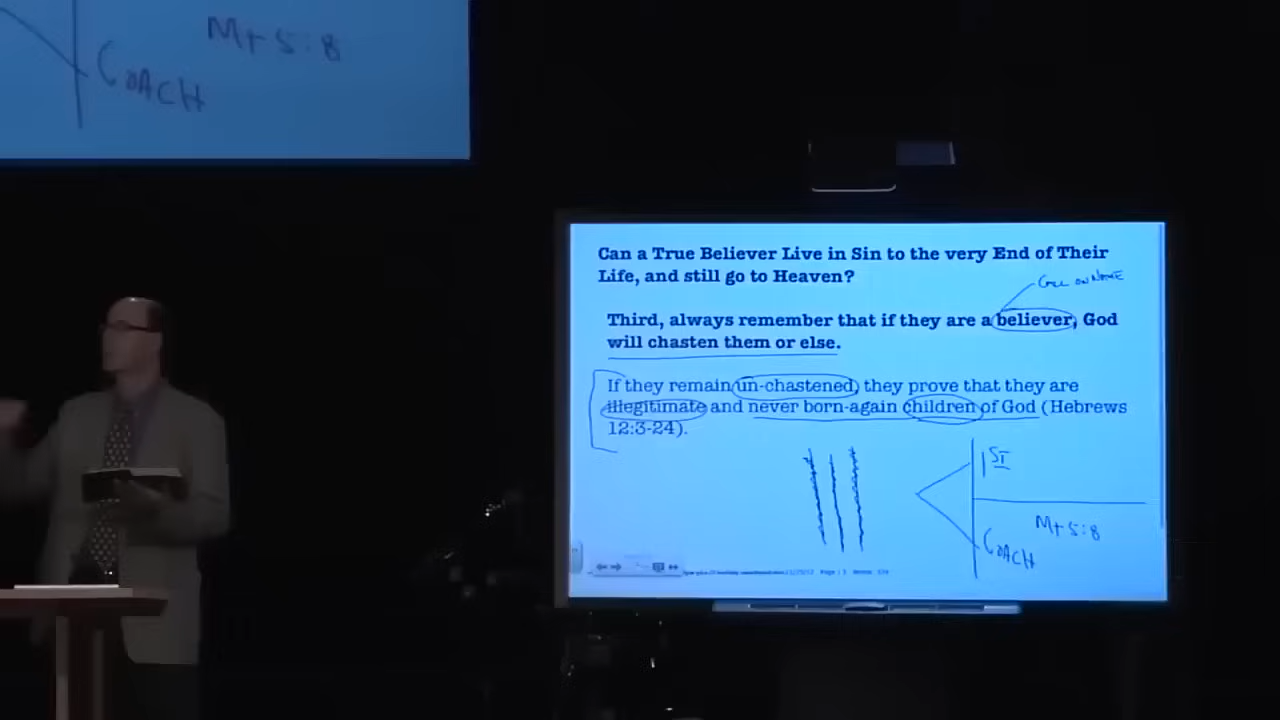 Mt 5:8
COACH
Can a True Believer Live in Sin to the very End of Their
Life, and still go to Heaven?
CALL ON NAME
Third, always remember that if they are a believer, God
will chasten them or else.
If they remain un-chastened, they prove that they are
illegitimate and never born-again children of God (Hebrews
12:3-24).
1ST
Mt 5:8
COACH